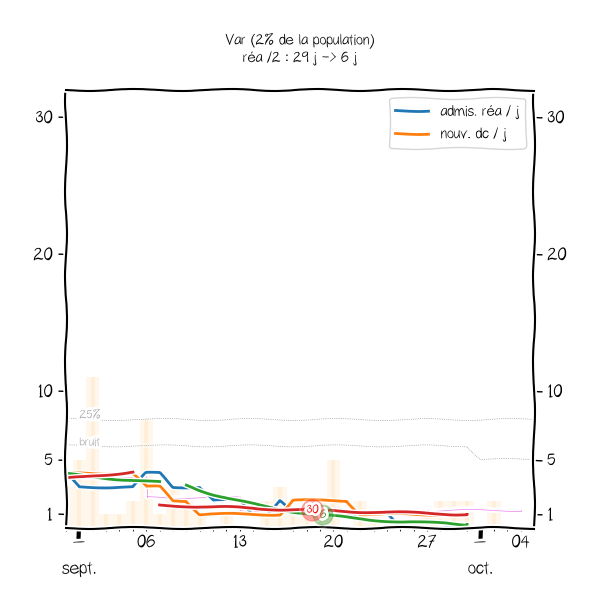 Var (2% de la population)
réa /2 : 29 j -> 6 j
admis. réa / j
nouv. dc / j
30
30
20
20
10
10
25%
bruit
5
5
30
1
1
06
13
20
27
04
sept.
oct.